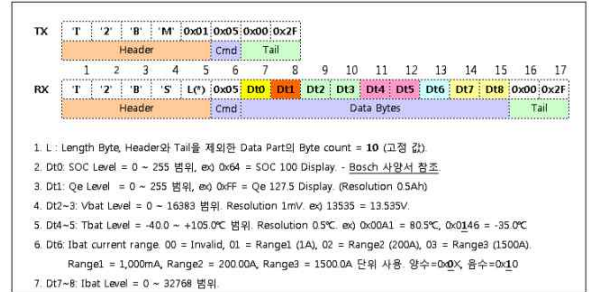 TX 'T' '2' 'B' 'M' 0x01 0x05 0x00 0x2F
Header Cmd Tail
1 2 3 4 5 6 7 8 9 10 11 12 13 14 15 16 17
RX 'T' '2' 'B' 'S' L(*) 0x05 Dt0 Dt1 Dt2 Dt3 Dt4 Dt5 Dt6 Dt7 Dt8 0x00 0x2F
Header Cmd Data Bytes Tail
1. L : Length Byte, Header와 Tail을 제외한 Data Part의 Byte count = 10 (고정 값).
2. Dt0: SOC Level = 0 ~ 255 범위, ex) 0x64 = SOC 100 Display. - Bosch 사양서 참조
3. Dt1: Qe Level = 0 ~ 255 범위, ex) 0xFF = Qe 127.5 Display. (Resolution 0.5Ah)
4. Dt2~3: Vbat Level = 0 ~ 16383 범위. Resolution 1mV. ex) 13535 = 13.535V.
5. Dt4~5: Tbat Level = -40.0 ~ +105.0℃ 범위. Resolution 0.5℃. ex) 0x00A1 = 80.5℃, 0x0146 = -35.0℃
6. Dt6: Ibat current range. 00 = Invalid, 01 = Range1 (1A), 02 = Range2 (200A), 03 = Range3 (1500A).
Range1 = 1,000mA, Range2 = 200.00A, Range3 = 1500.0A 단위 사용. 양수=0x0X, 음수=0x10
7. Dt7~8: Ibat Level = 0 ~ 32768 범위.